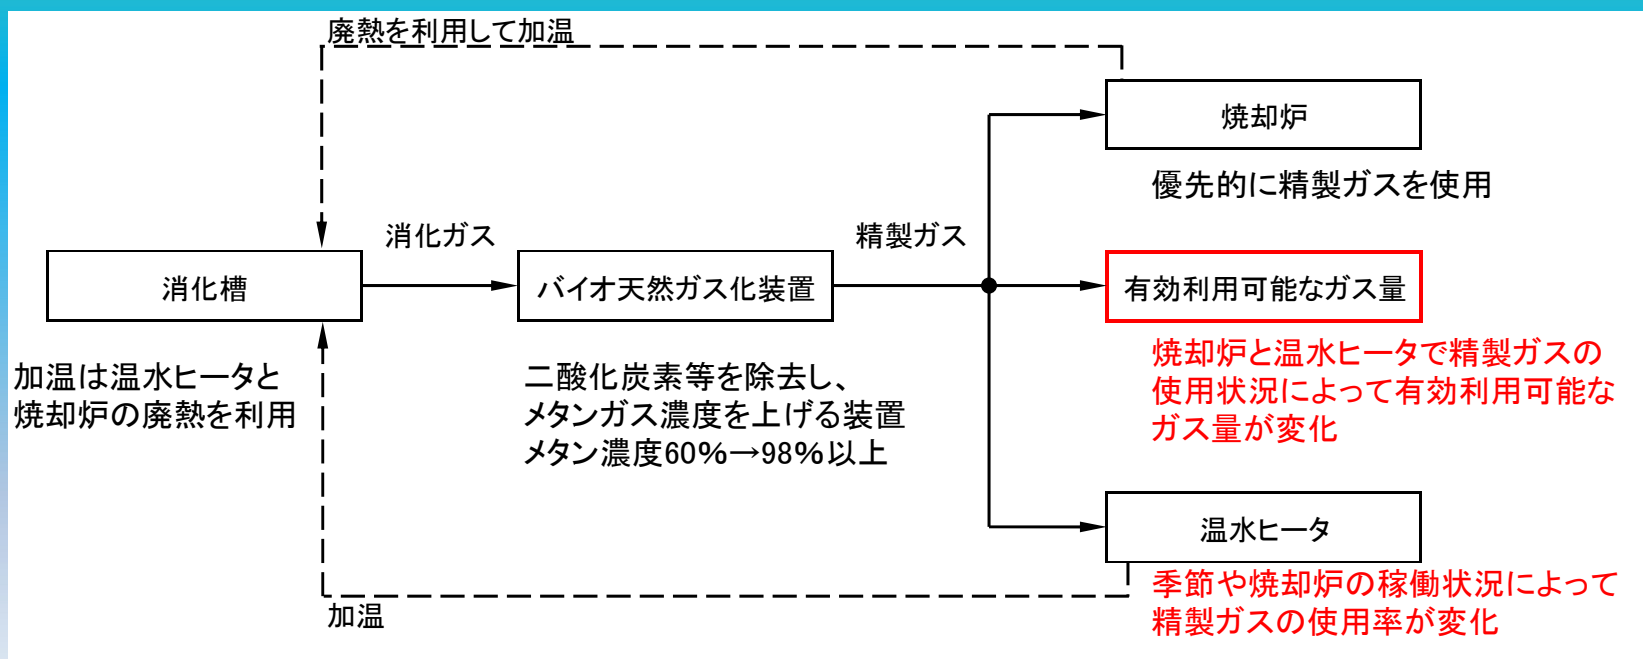 廃熱を利用して加温
焼却炉
優先的に精製ガスを使用
消化ガス
精製ガス
消化槽
バイオ天然ガス化装置
有効利用可能なガス量
加温は温水ヒータと
焼却炉の廃熱を利用
二酸化炭素等を除去し、
メタンガス濃度を上げる装置
メタン濃度60%→98%以上
焼却炉と温水ヒータで精製ガスの
使用状況によって有効利用可能な
ガス量が変化
温水ヒータ
季節や焼却炉の稼働状況によって
精製ガスの使用率が変化
加温